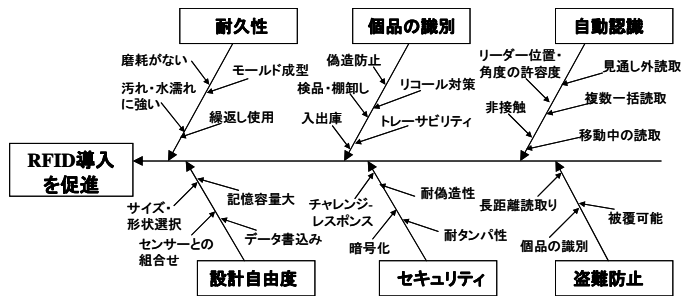 耐久性
個品の識別
自動認識
磨耗がない
モールド成型
汚れ・水濡れ
に強い
繰返し使用
偽造防止
検品・棚卸し
リコール対策
入出庫
トレーサビリティ
リーダー位置・
角度の許容度
見通し外読取
複数一括読取
非接触
移動中の読取
RFID導入
を促進
サイズ・
形状選択
記憶容量大
センサーとの
組合せ
データ書込み
チャレンジ-
レスポンス
耐偽造性
暗号化
耐タンパ性
長距離読取り
被覆可能
個品の識別
設計自由度
セキュリティ
盗難防止